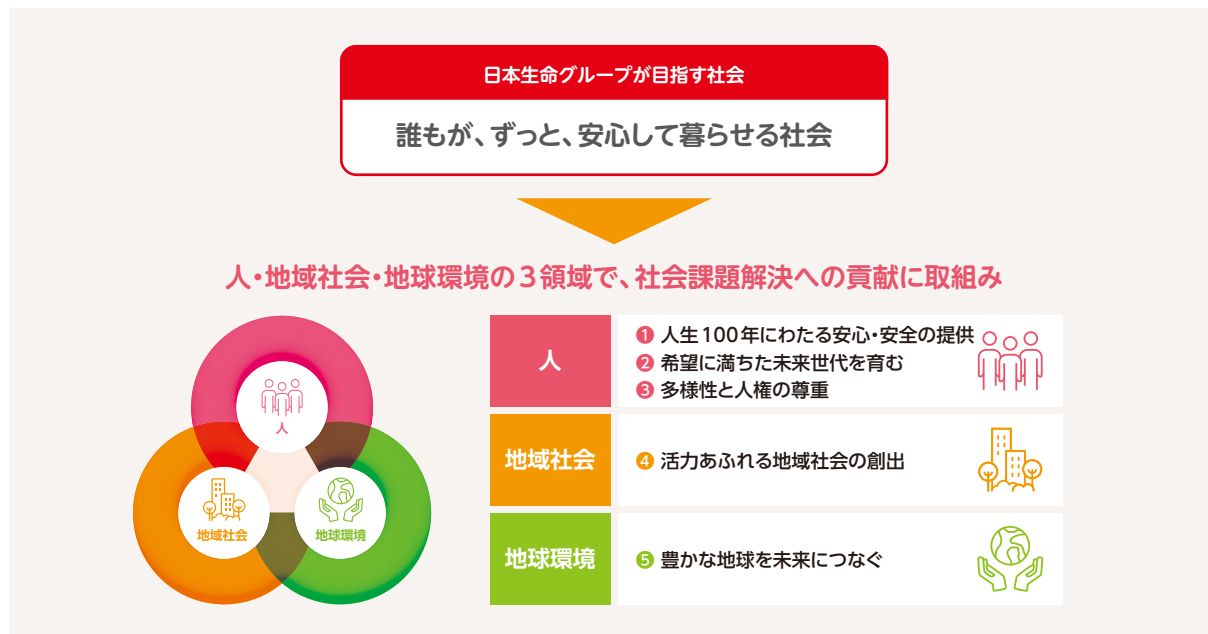 日本生命グループが目指す社会
誰もが、ずっと、安心して暮らせる社会
人・地域社会・地球環境の3領域で、社会課題解決への貢献に取組み
人
地域社会
地球環境
人
❶ 人生100年にわたる安心・安全の提供
❷ 希望に満ちた未来世代を育む
❸ 多様性と人権の尊重
地域社会
❹ 活力あふれる地域社会の創出
地球環境
❺ 豊かな地球を未来につなぐ